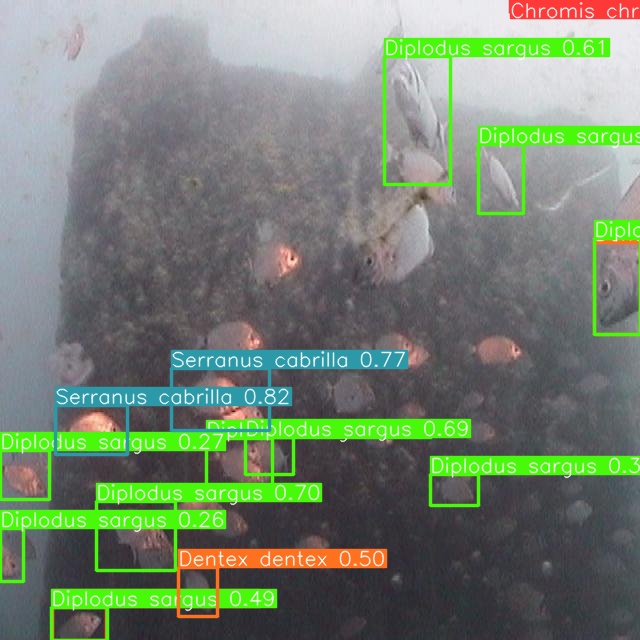 Chromis chr
Diplodus sargus 0.61
Diplodus sargus
Diplo
Serranus cabrilla 0.77
Serranus cabrilla 0.82
Diplodus sargus 0.27
Dipl
Diplodus sargus 0.69
Diplodus sargus 0.3
Diplodus sargus 0.70
Diplodus sargus 0.26
Dentex dentex 0.50
Diplodus sargus 0.49